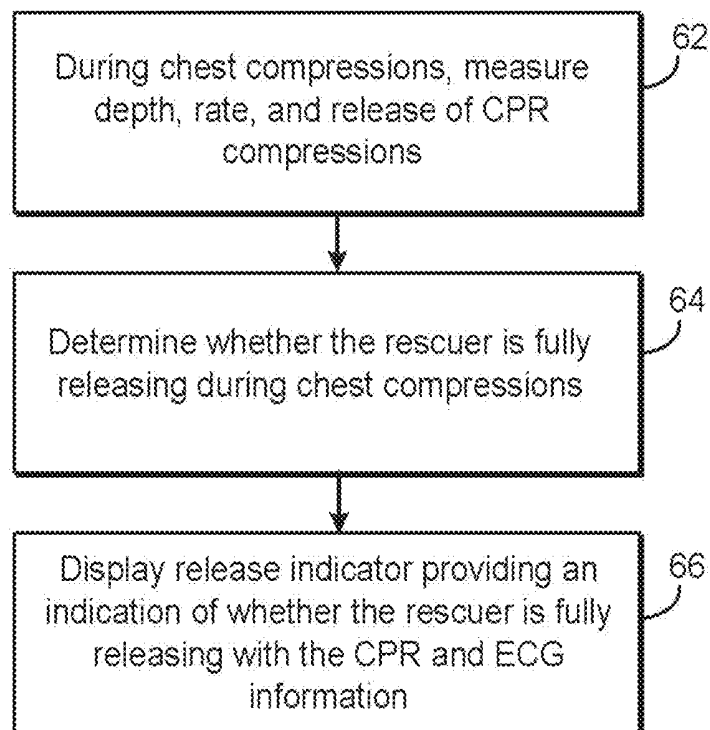 During chest compressions, measure
depth, rate, and release of CPR
compressions
62
Determine whether the rescuer is fully
releasing during chest compressions
64
Display release indicator providing an
indication of whether the rescuer is fully
releasing with the CPR and ECG
information
66